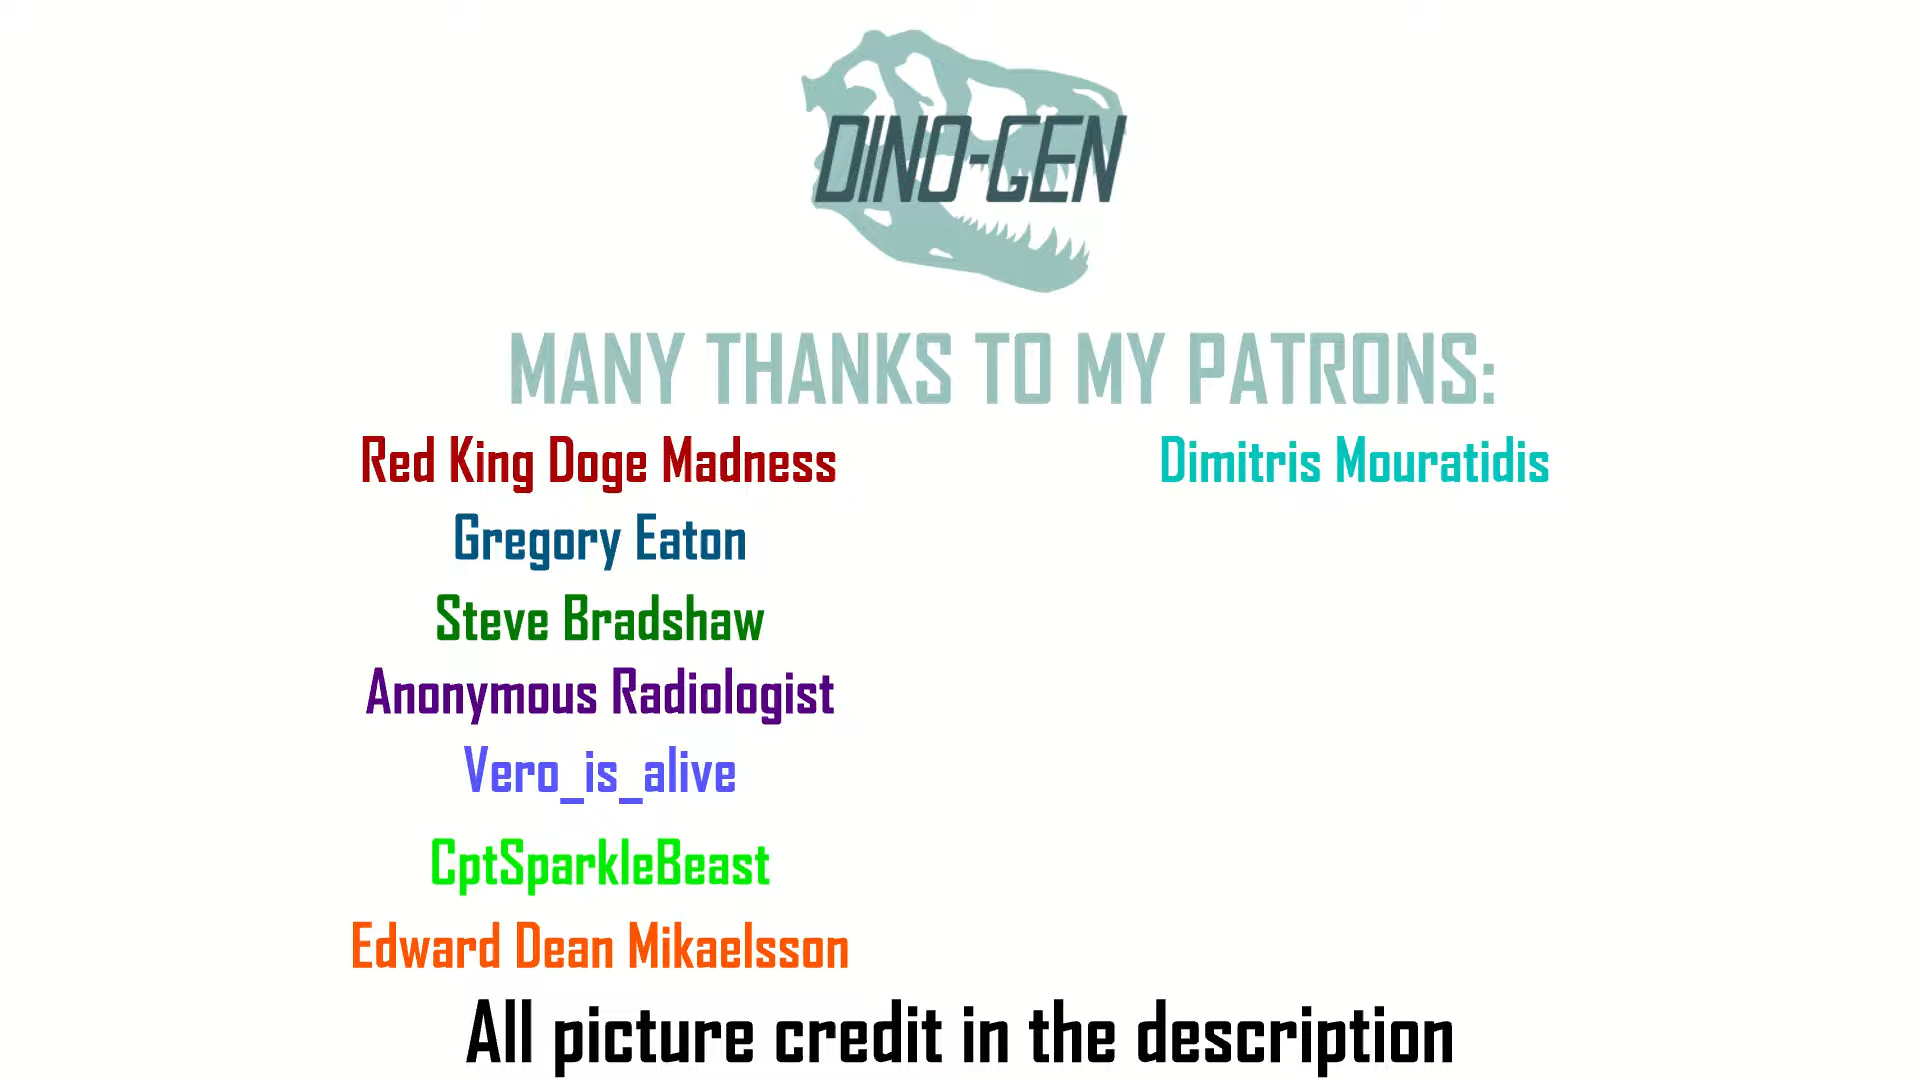 DINO-GEN
MANY THANKS TO MY PATRONS:
Red King Doge Madness
Dimitris Mouratidis
Gregory Eaton
Steve Bradshaw
Anonymous Radiologist
Vero_is_alive
CptSparkleBeast
Edward Dean Mikaelsson
All picture credit in the description